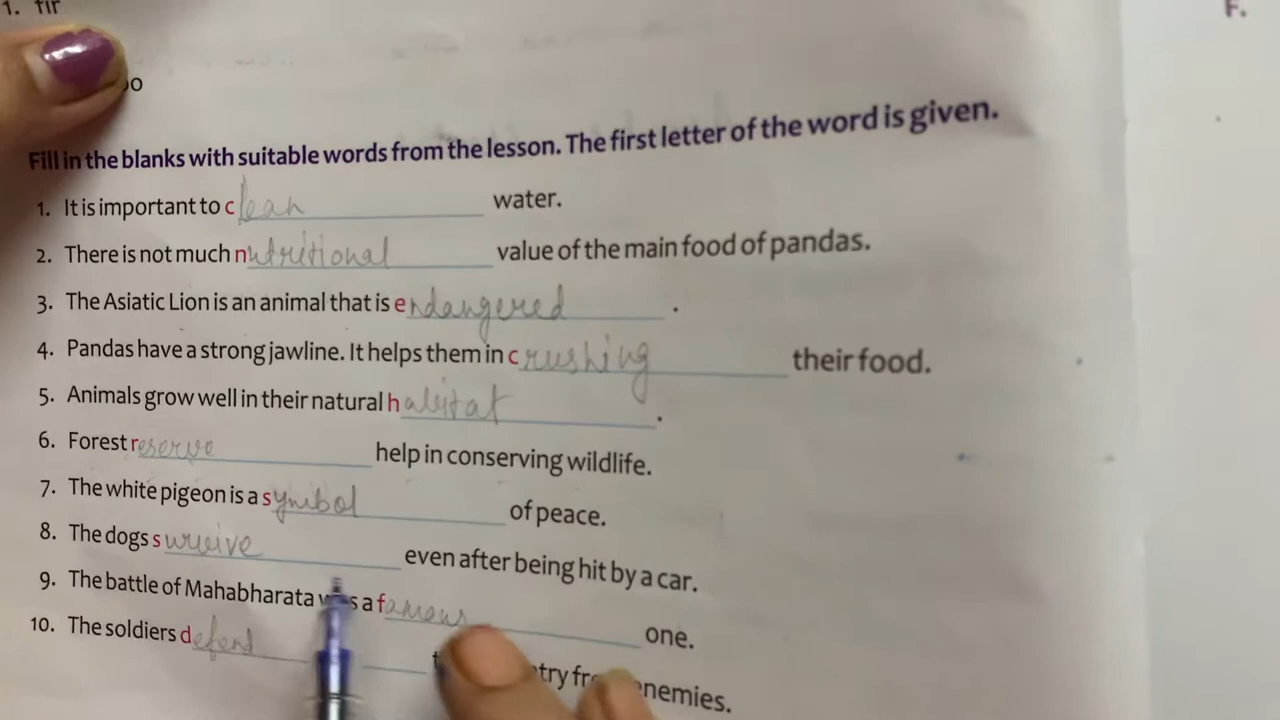 1. fir
F.
Fill in the blanks with suitable words from the lesson. The first letter of the word is given.
1. It is important to clean water.
2. There is not much nutritional value of the main food of pandas.
3. The Asiatic Lion is an animal that is endangered.
4. Pandas have a strong jawline. It helps them in crushing their food.
5. Animals grow well in their natural habitat.
6. Forest reserve help in conserving wildlife.
7. The white pigeon is a symbol of peace.
8. The dogs survive even after being hit by a car.
9. The battle of Mahabharata was a famous one.
10. The soldiers defend enemies.